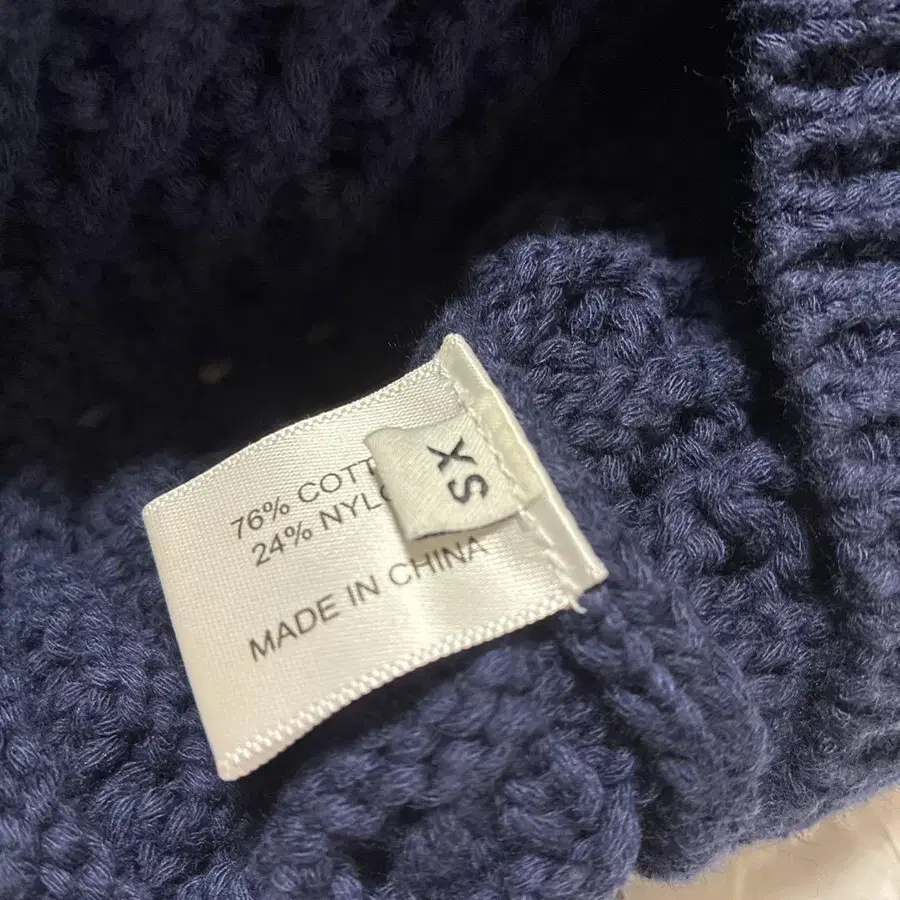 76% COTT
24% NYL
MADE IN CHINA
XS